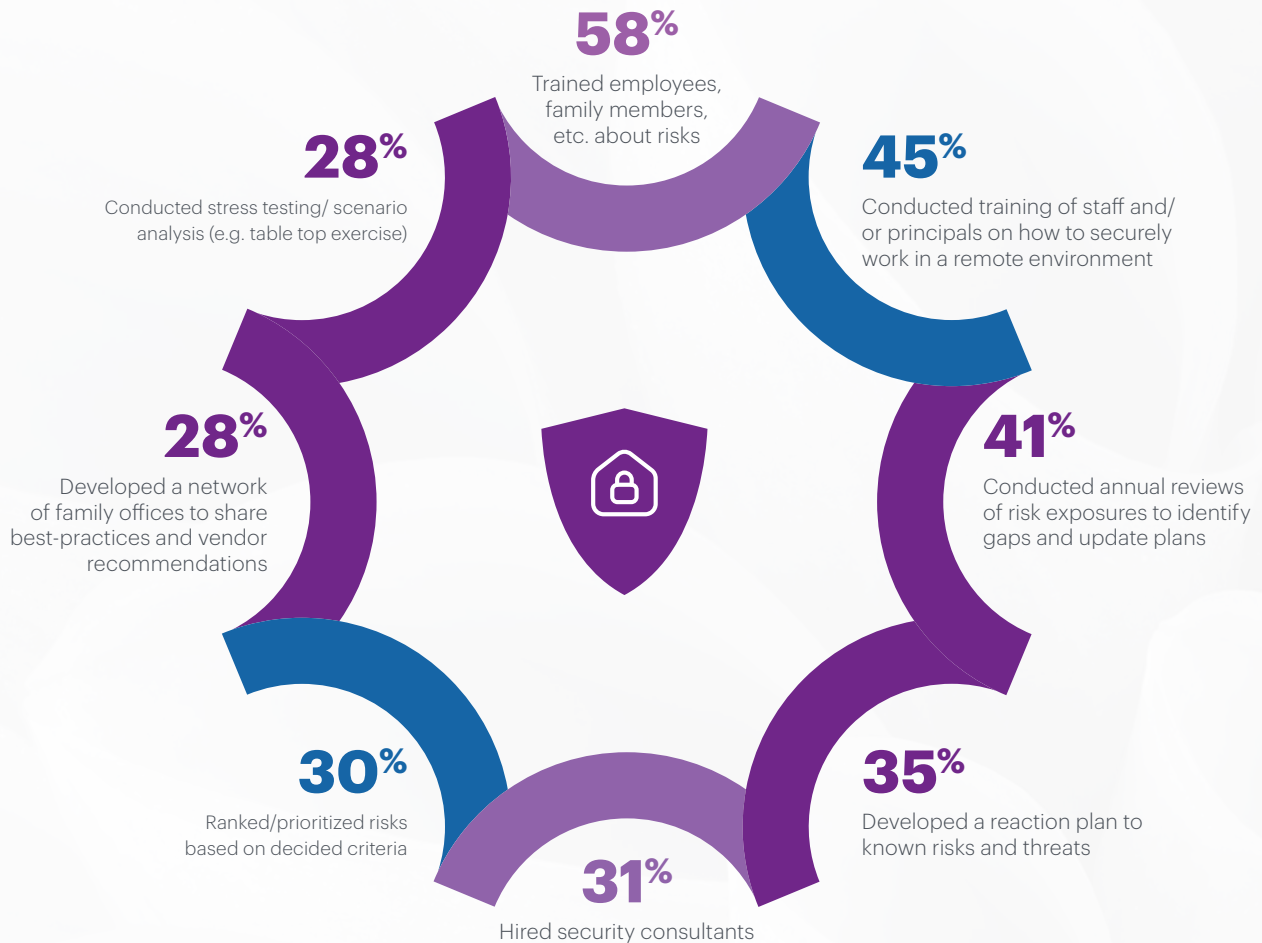 58%
Trained employees,
family members,
etc. about risks
45%
Conducted training of staff and/
or principals on how to securely
work in a remote environment
41%
Conducted annual reviews
of risk exposures to identify
gaps and update plans
35%
Developed a reaction plan to
known risks and threats
31%
Hired security consultants
30%
Ranked/prioritized risks
based on decided criteria
28%
Developed a network
of family offices to share
best-practices and vendor
recommendations
28%
Conducted stress testing/ scenario
analysis (e.g. table top exercise)